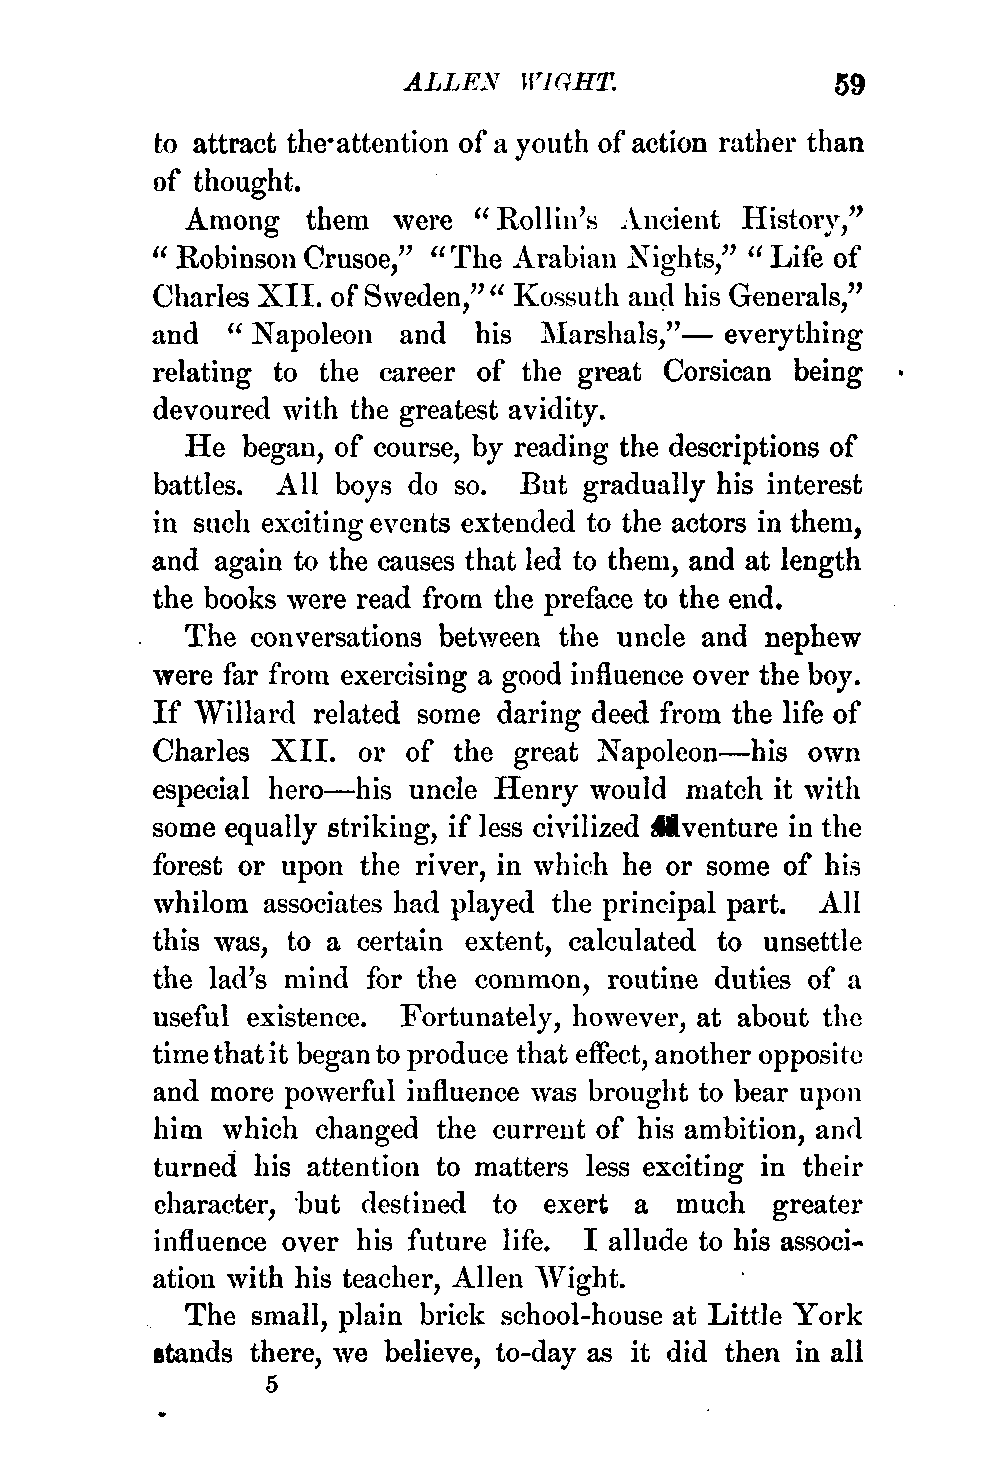 ALLEN WIGHT. 59
to attract the attention of a youth of action rather than
of thought.
Among them were “Rollin’s Ancient History,”
“Robinson Crusoe,” “The Arabian Nights,” “Life of
Charles XII. of Sweden,” “Kossuth and his Generals,”
and “Napoleon and his Marshals,”— everything
relating to the career of the great Corsican being
devoured with the greatest avidity.
He began, of course, by reading the descriptions of
battles. All boys do so. But gradually his interest
in such exciting events extended to the actors in them,
and again to the causes that led to them, and at length
the books were read from the preface to the end.
The conversations between the uncle and nephew
were far from exercising a good influence over the boy.
If Willard related some daring deed from the life of
Charles XII. or of the great Napoleon—his own
especial hero—his uncle Henry would match it with
some equally striking, if less civilized adventure in the
forest or upon the river, in which he or some of his
whilom associates had played the principal part. All
this was, to a certain extent, calculated to unsettle
the lad’s mind for the common, routine duties of a
useful existence. Fortunately, however, at about the
time that it began to produce that effect, another opposite
and more powerful influence was brought to bear upon
him which changed the current of his ambition, and
turned his attention to matters less exciting in their
character, but destined to exert a much greater
influence over his future life. I allude to his associ-
ation with his teacher, Allen Wight.
The small, plain brick school-house at Little York
stands there, we believe, to-day as it did then in all
5